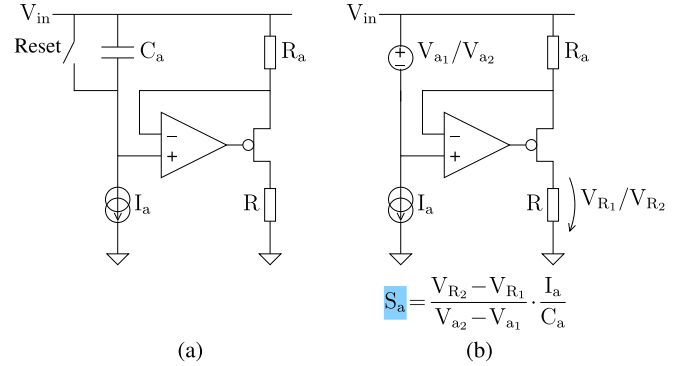 V_in
Reset
C_a
R_a
−
+
I_a
R
(a)
V_in
+
−
V_a1/V_a2
R_a
−
+
I_a
R
V_R1/V_R2
S_a = (V_R2 − V_R1)/(V_a2 − V_a1) · I_a/C_a
(b)